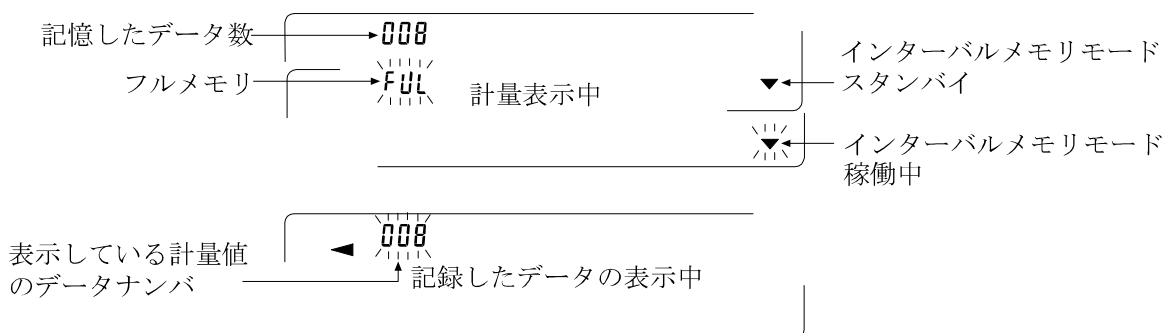 記憶したデータ数
008
フルメモリ
FUL
計量表示中
インターバルメモリモード
スタンバイ
インターバルメモリモード
稼働中
008
表示している計量値
のデータナンバ
記録したデータの表示中